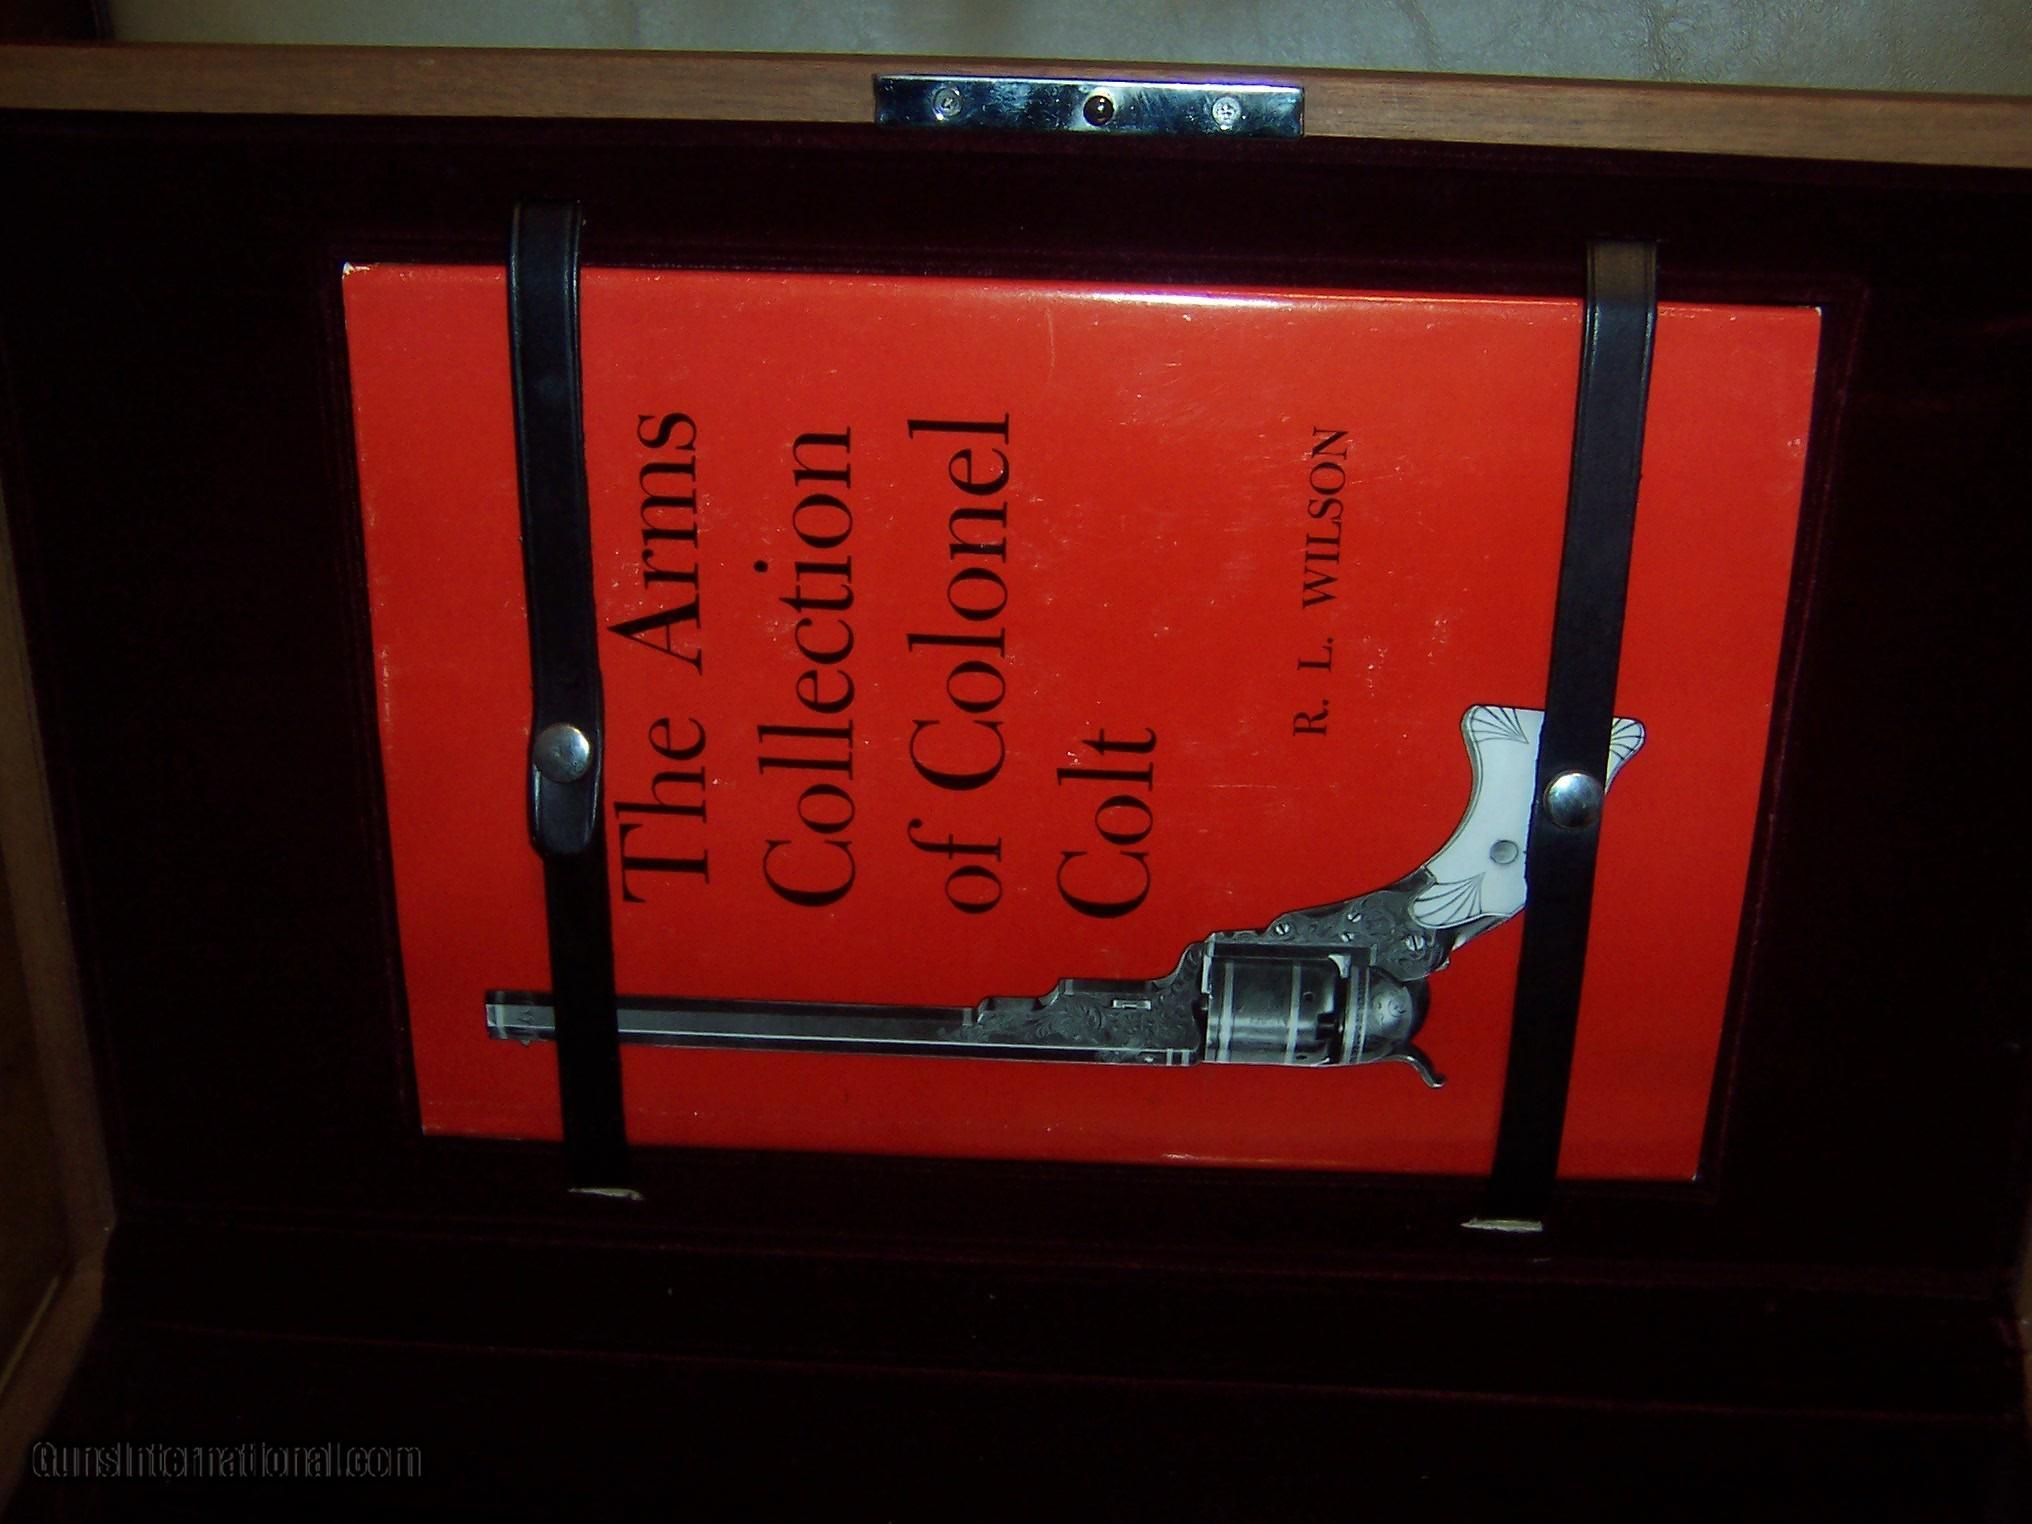 The Arms
Collection
of Colonel
Colt
R. L. WILSON
GunsInternational.com